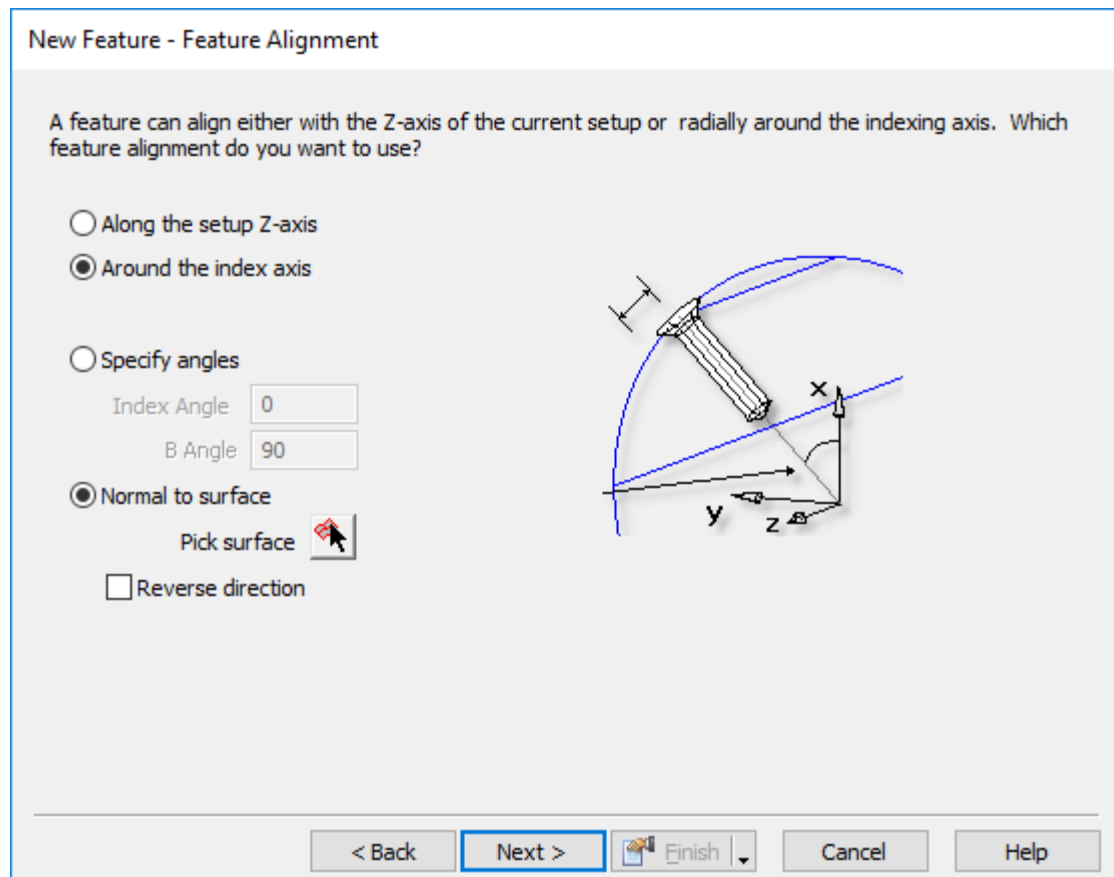 New Feature - Feature Alignment
A feature can align either with the Z-axis of the current setup or  radially around the indexing axis.  Which
feature alignment do you want to use?
Along the setup Z-axis
Around the index axis
Specify angles
Index Angle 0
B Angle 90
Normal to surface
Pick surface
Reverse direction
x
y
z
< Back Next > Finish Cancel Help